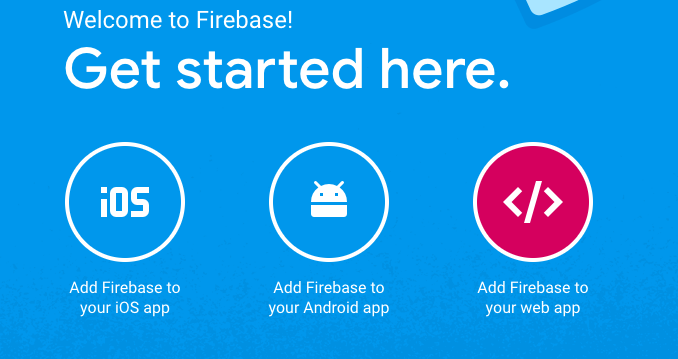 Welcome to Firebase!
Get started here.
iOS
</>
Add Firebase to
your iOS app
Add Firebase to
your Android app
Add Firebase to
your web app